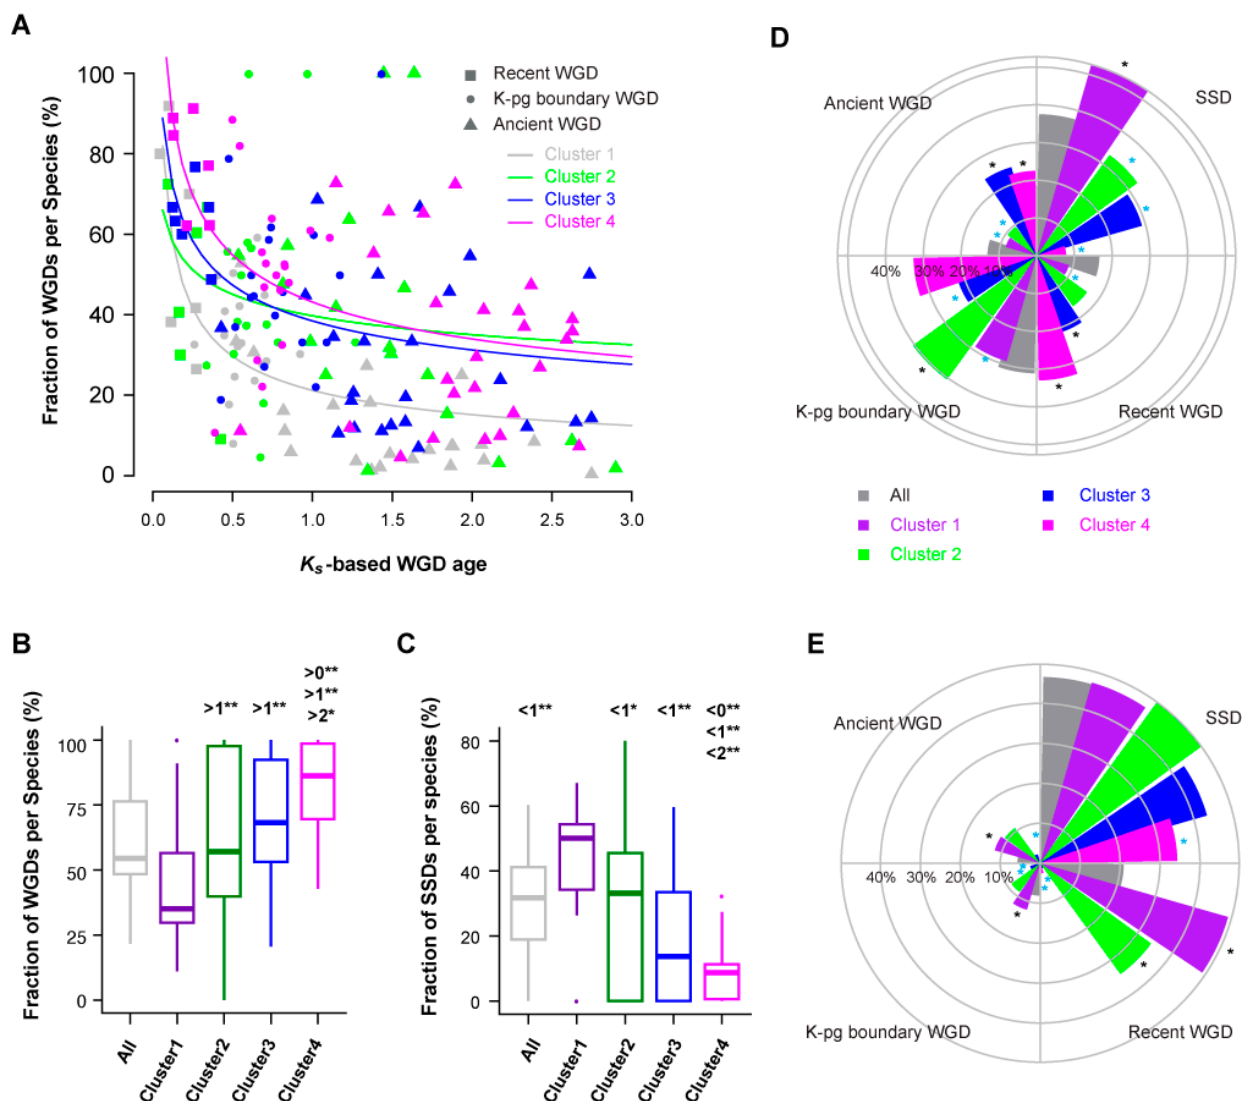 A
Fraction of WGDs per Species (%)
100
80
60
40
20
0
0.0 0.5 1.0 1.5 2.0 2.5 3.0
Ks-based WGD age
Recent WGD
K-pg boundary WGD
Ancient WGD
Cluster 1
Cluster 2
Cluster 3
Cluster 4
D
Ancient WGD
SSD
*
* *
*
*
*
*
*
40% 30% 20% 10%
*
*
*
*
*
*
K-pg boundary WGD
Recent WGD
All
Cluster 1
Cluster 2
Cluster 3
Cluster 4
B
Fraction of WGDs per Species (%)
100
75
50
25
0
>1**
>1**
>0**
>1**
>2*
All
Cluster1
Cluster2
Cluster3
Cluster4
C
Fraction of SSDs per species (%)
80
60
40
20
0
<1**
<1*
<1**
<0**
<1**
<2**
All
Cluster1
Cluster2
Cluster3
Cluster4
E
Ancient WGD
SSD
*
*
*
40% 30% 20% 10%
*
*
*
*
*
*
*
K-pg boundary WGD
Recent WGD